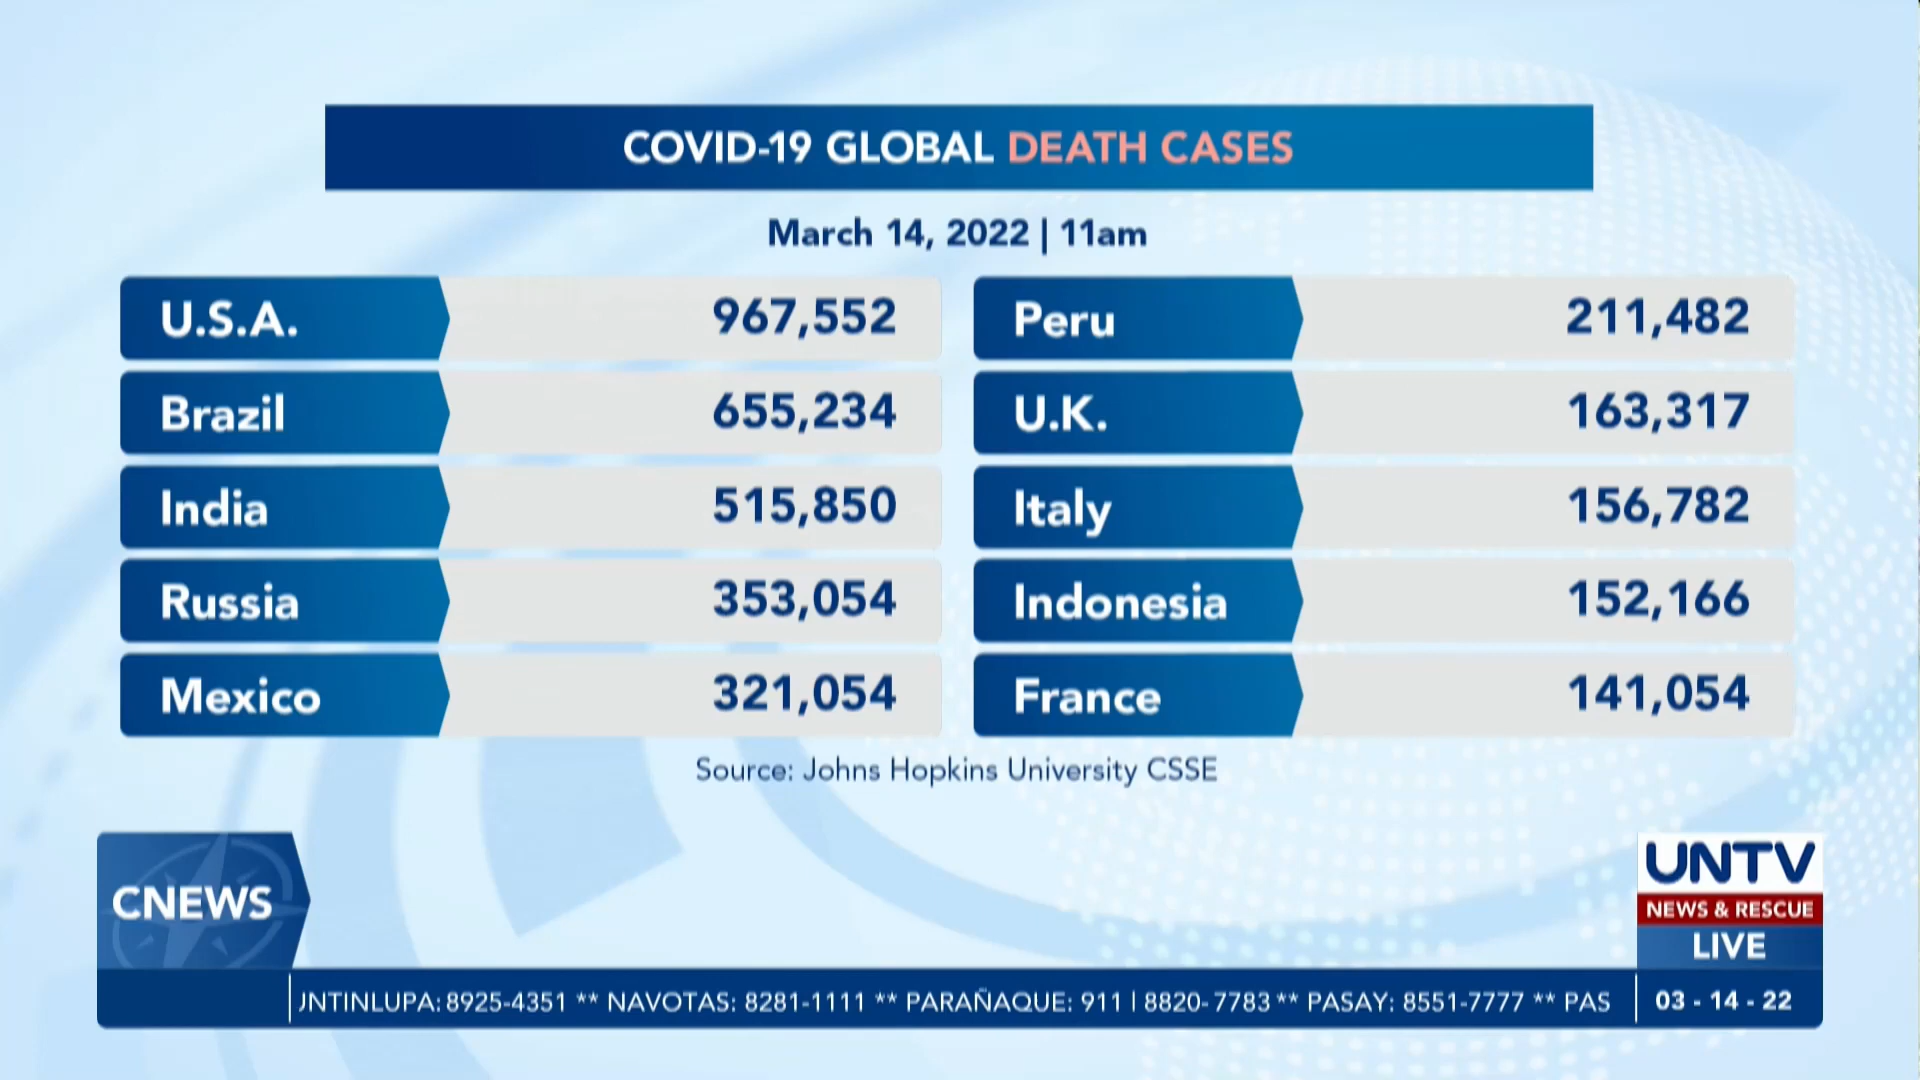 COVID-19 GLOBAL DEATH CASES
March 14, 2022 | 11am
U.S.A. 967,552
Brazil 655,234
India 515,850
Russia 353,054
Mexico 321,054
Peru 211,482
U.K. 163,317
Italy 156,782
Indonesia 152,166
France 141,054
Source: Johns Hopkins University CSSE
CNEWS
UNTV
NEWS & RESCUE
LIVE
UNTINLUPA: 8925-4351 ** NAVOTAS: 8281-1111 ** PARAÑAQUE: 911 | 8820-7783 ** PASAY: 8551-7777 ** PAS
03 - 14 - 22